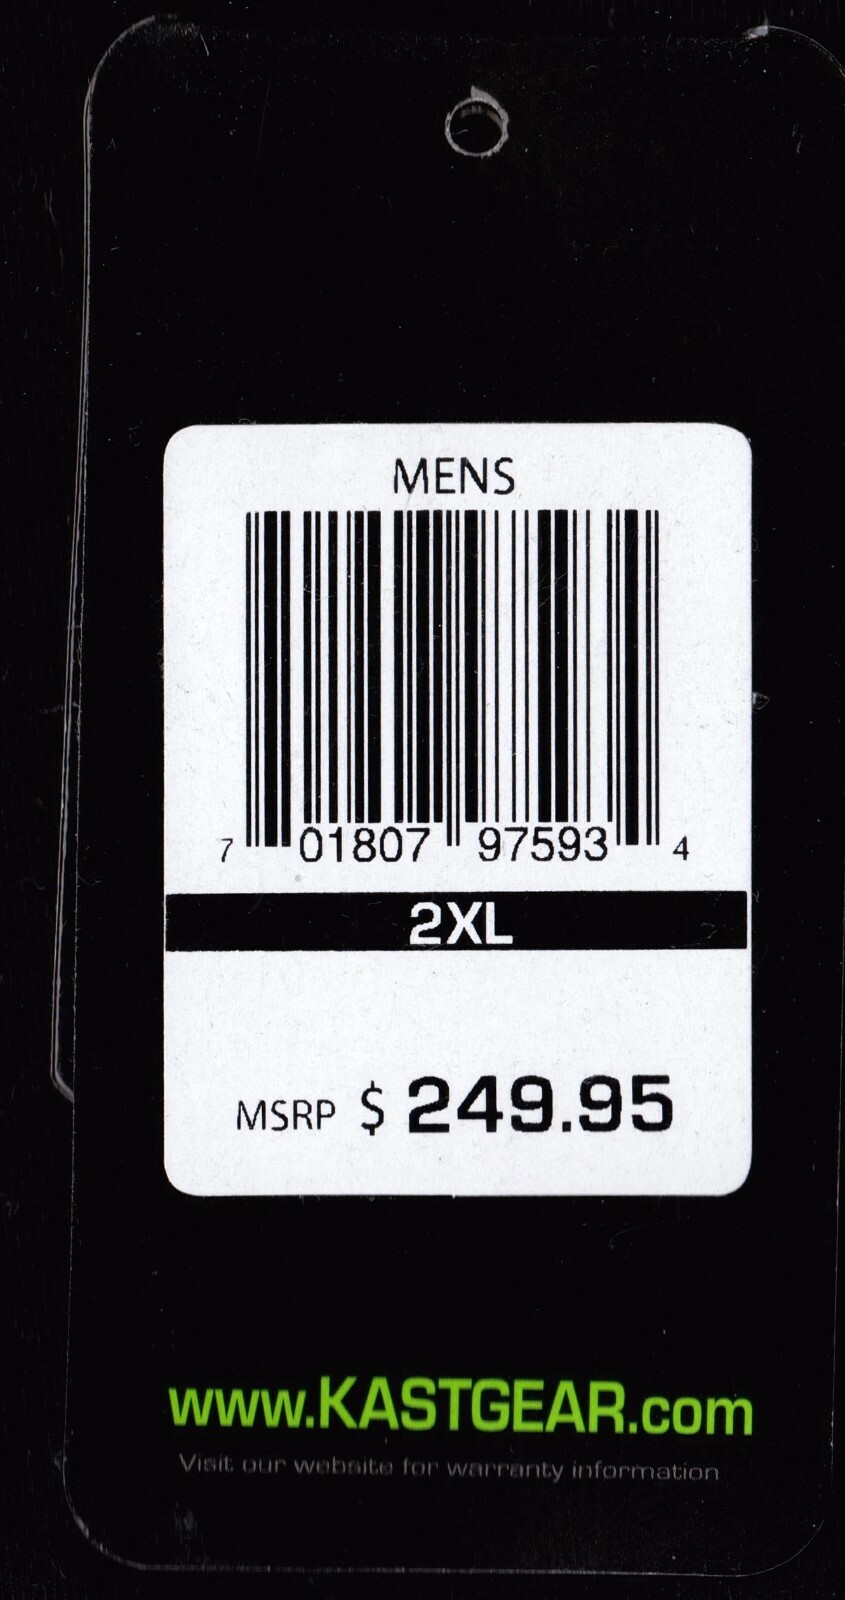 MENS
7 01807 97593 4
2XL
MSRP $ 249.95
www.KASTGEAR.com
Visit our website for warranty information